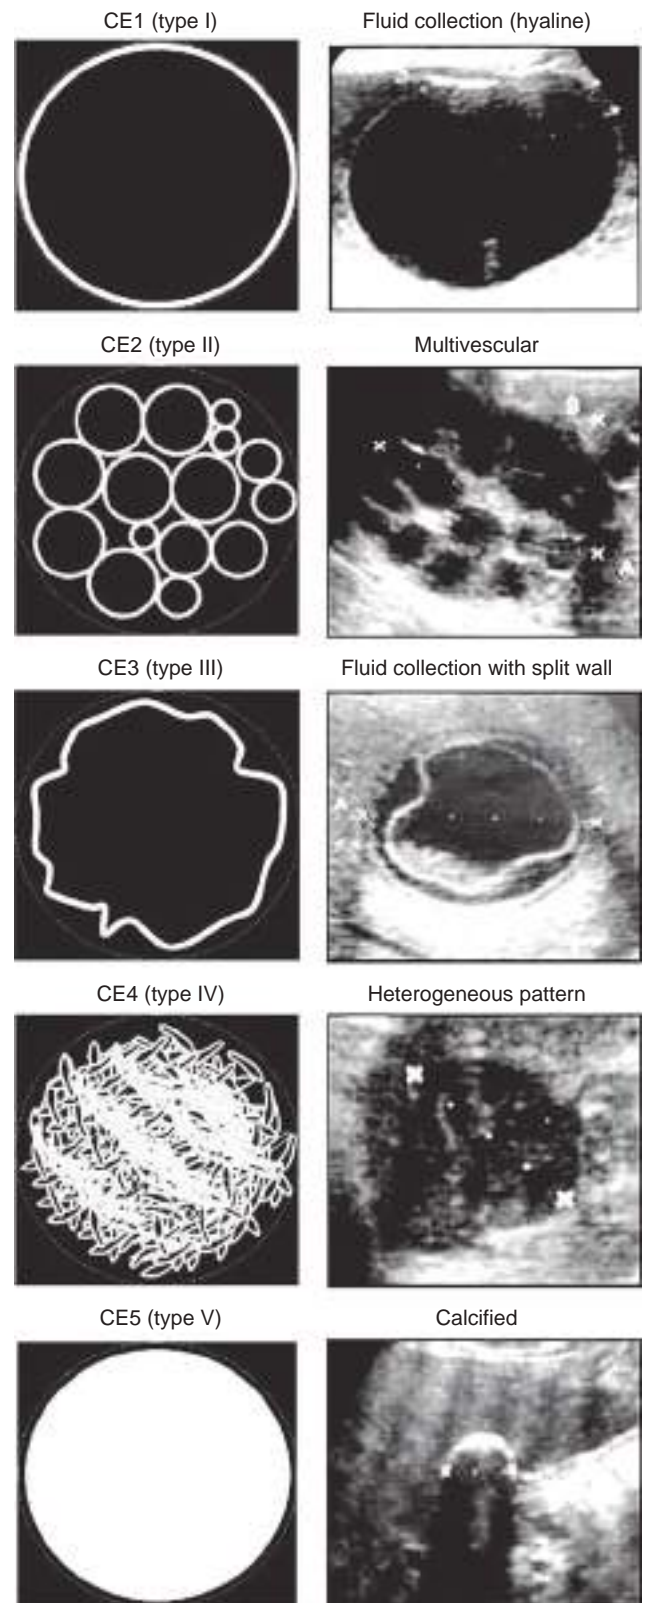 CE1 (type I) Fluid collection (hyaline)
CE2 (type II) Multivescular
CE3 (type III) Fluid collection with split wall
CE4 (type IV) Heterogeneous pattern
CE5 (type V) Calcified